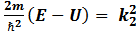 2m/ħ² (E − U) = k₂²